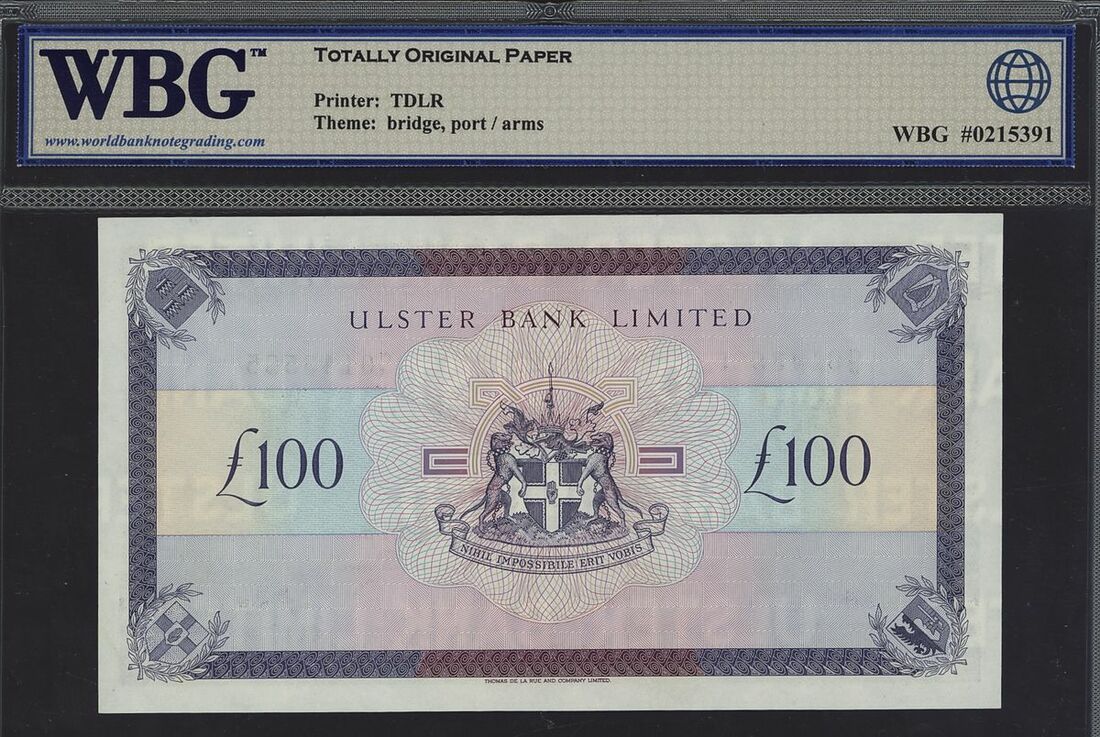 WBG™
www.worldbanknotegrading.com
TOTALLY ORIGINAL PAPER
Printer: TDLR
Theme: bridge, port / arms
WBG #0215391
ULSTER BANK LIMITED
£100
£100
NIHIL IMPOSSIBILE ERIT VOBIS
THOMAS DE LA RUE AND COMPANY LIMITED.